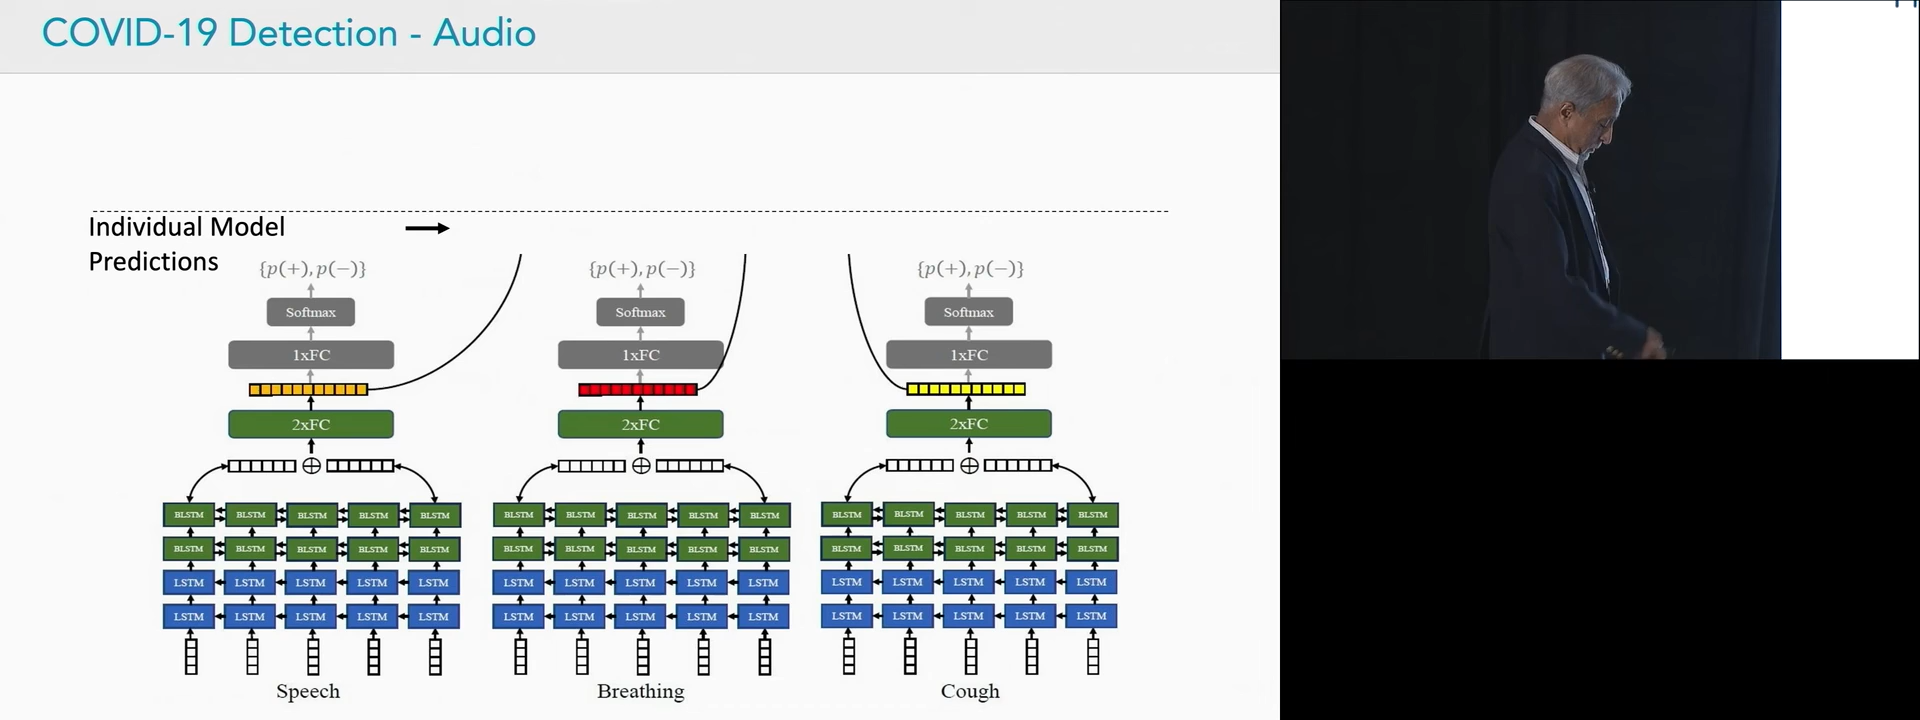 COVID-19 Detection - Audio
Individual Model
Predictions
{p(+), p(−)} {p(+), p(−)} {p(+), p(−)}
Softmax Softmax Softmax
1xFC 1xFC 1xFC
2xFC 2xFC 2xFC
BLSTM BLSTM BLSTM BLSTM BLSTM BLSTM BLSTM BLSTM BLSTM BLSTM BLSTM BLSTM BLSTM BLSTM BLSTM
BLSTM BLSTM BLSTM BLSTM BLSTM BLSTM BLSTM BLSTM BLSTM BLSTM BLSTM BLSTM BLSTM BLSTM BLSTM
LSTM LSTM LSTM LSTM LSTM LSTM LSTM LSTM LSTM LSTM LSTM LSTM LSTM LSTM LSTM
LSTM LSTM LSTM LSTM LSTM LSTM LSTM LSTM LSTM LSTM LSTM LSTM LSTM LSTM LSTM
Speech Breathing Cough